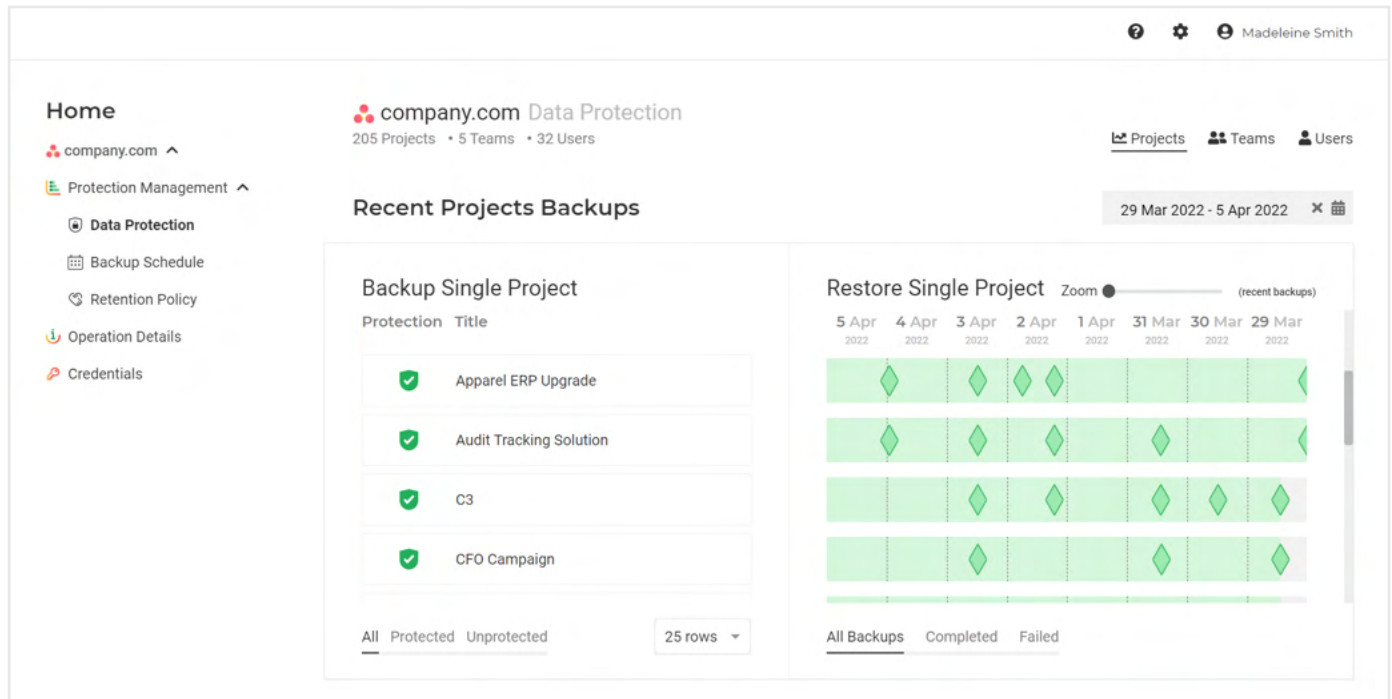 Madeleine Smith
Home
company.com
Protection Management
Data Protection
Backup Schedule
Retention Policy
Operation Details
Credentials
company.com Data Protection
205 Projects • 5 Teams • 32 Users
Projects Teams Users
Recent Projects Backups
29 Mar 2022 - 5 Apr 2022
Backup Single Project
Protection Title
Apparel ERP Upgrade
Audit Tracking Solution
C3
CFO Campaign
All Protected Unprotected
25 rows
Restore Single Project Zoom (recent backups)
5 Apr 4 Apr 3 Apr 2 Apr 1 Apr 31 Mar 30 Mar 29 Mar
2022 2022 2022 2022 2022 2022 2022 2022
All Backups Completed Failed